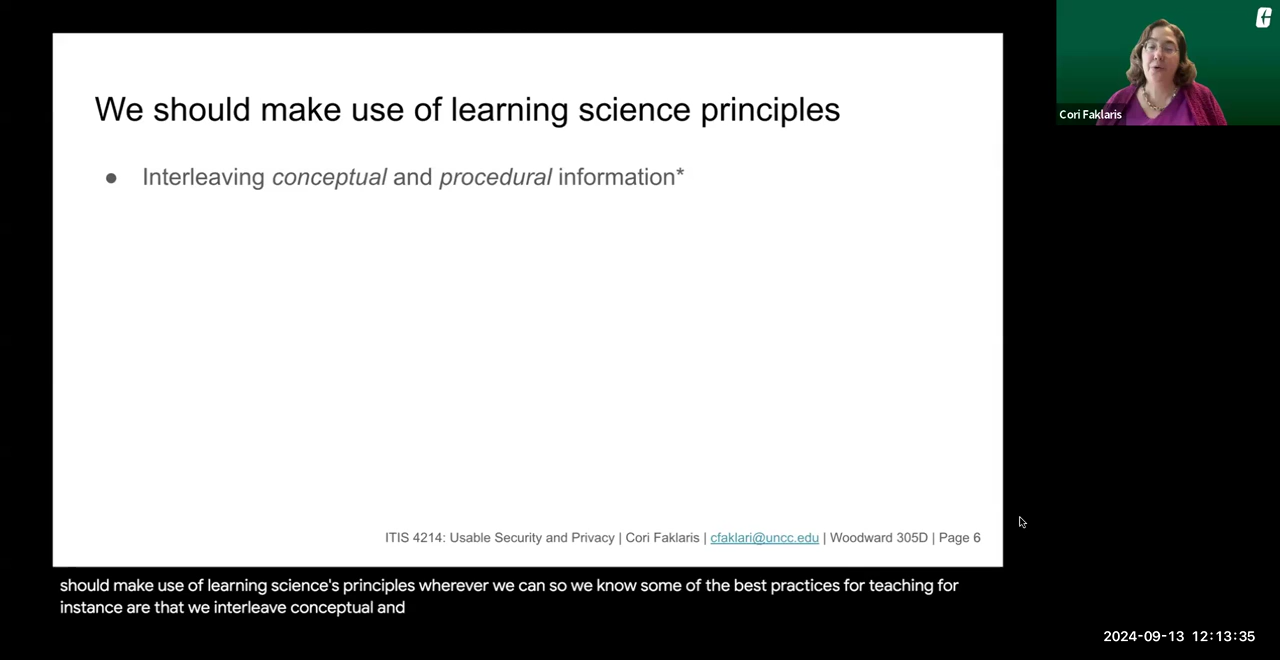 We should make use of learning science principles
● Interleaving conceptual and procedural information*
Cori Faklaris
ITIS 4214: Usable Security and Privacy | Cori Faklaris | cfaklari@uncc.edu | Woodward 305D | Page 6
should make use of learning science's principles wherever we can so we know some of the best practices for teaching for
instance are that we interleave conceptual and
2024-09-13 12:13:35